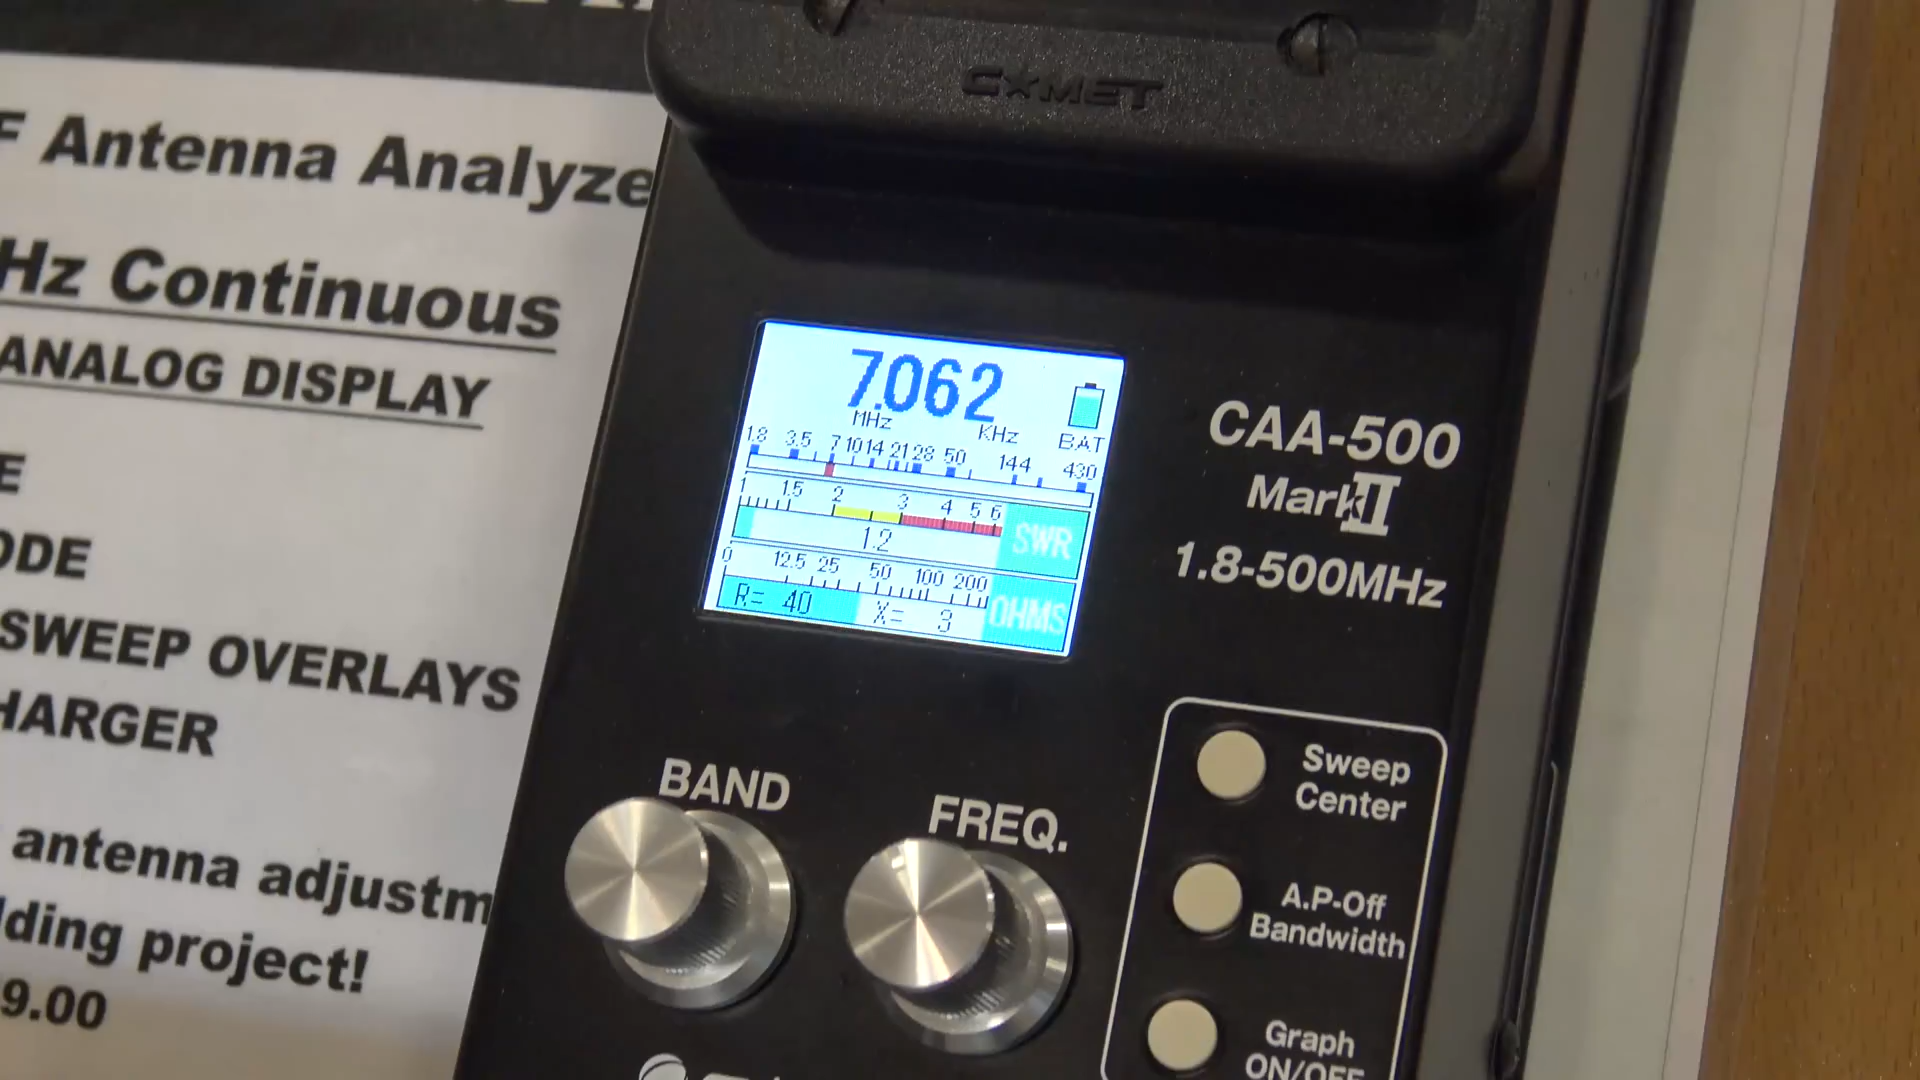 F Antenna Analyze
Hz Continuous
ANALOG DISPLAY
E
ODE
SWEEP OVERLAYS
HARGER
antenna adjustm
lding project!
9.00
COMET
7.062
MHz KHz
BAT
1.8 3.5 7 10 14 21 28 50 144 430
1 1.5 2 3 4 5 6
1.2
SWR
0 12.5 25 50 100 200
R= 40 X= 3
OHMS
CAA-500
MarkII
1.8-500MHz
BAND
FREQ.
Sweep
Center
A.P-Off
Bandwidth
Graph
ON/OFF